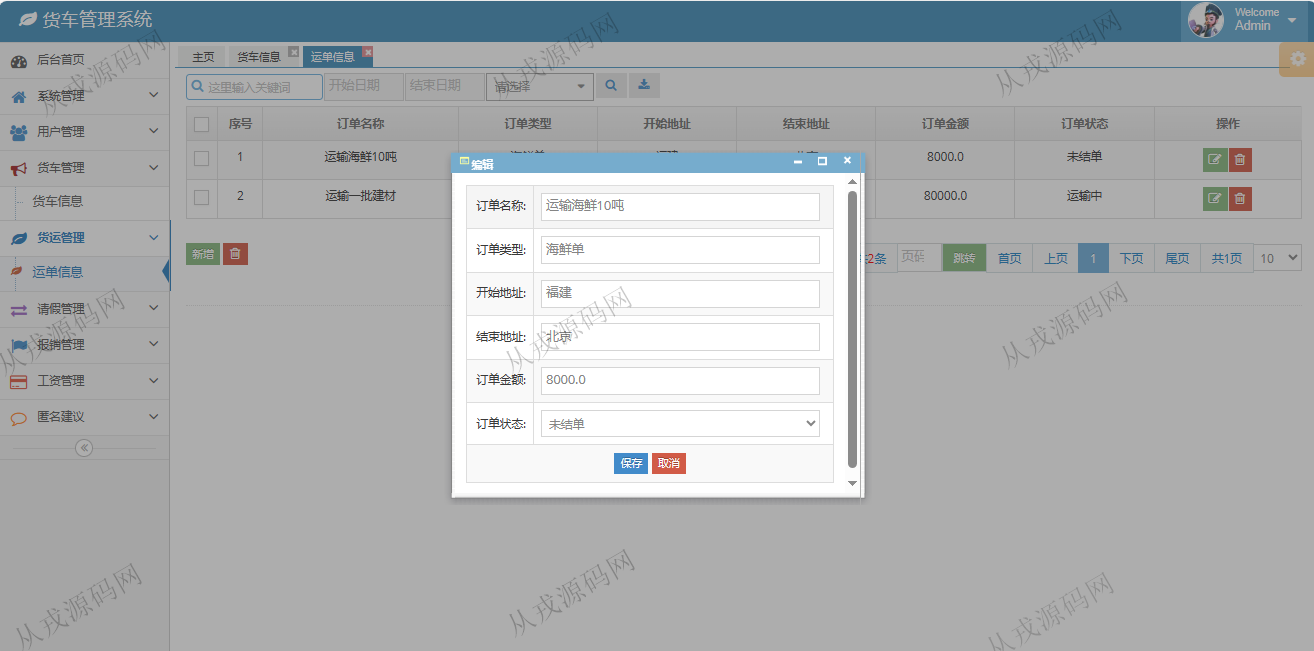 货车管理系统
Welcome
Admin
后台首页
系统管理
用户管理
货车管理
货车信息
货运管理
运单信息
请假管理
报销管理
工资管理
匿名建议
主页 货车信息 运单信息
这里输入关键词 开始日期 结束日期 请选择
序号 订单名称 订单类型 开始地址 结束地址 订单金额 订单状态 操作
1 运输海鲜10吨 8000.0 未结单
2 运输一批建材 80000.0 运输中
新增
2条 页码 跳转 首页 上页 1 下页 尾页 共1页 10
编辑
订单名称: 运输海鲜10吨
订单类型: 海鲜单
开始地址: 福建
结束地址: 北京
订单金额: 8000.0
订单状态: 未结单
保存 取消
从戎源码网
从戎源码网
从戎源码网
从戎源码网
从戎源码网
从戎源码网
从戎源码网
从戎源码网
从戎源码网